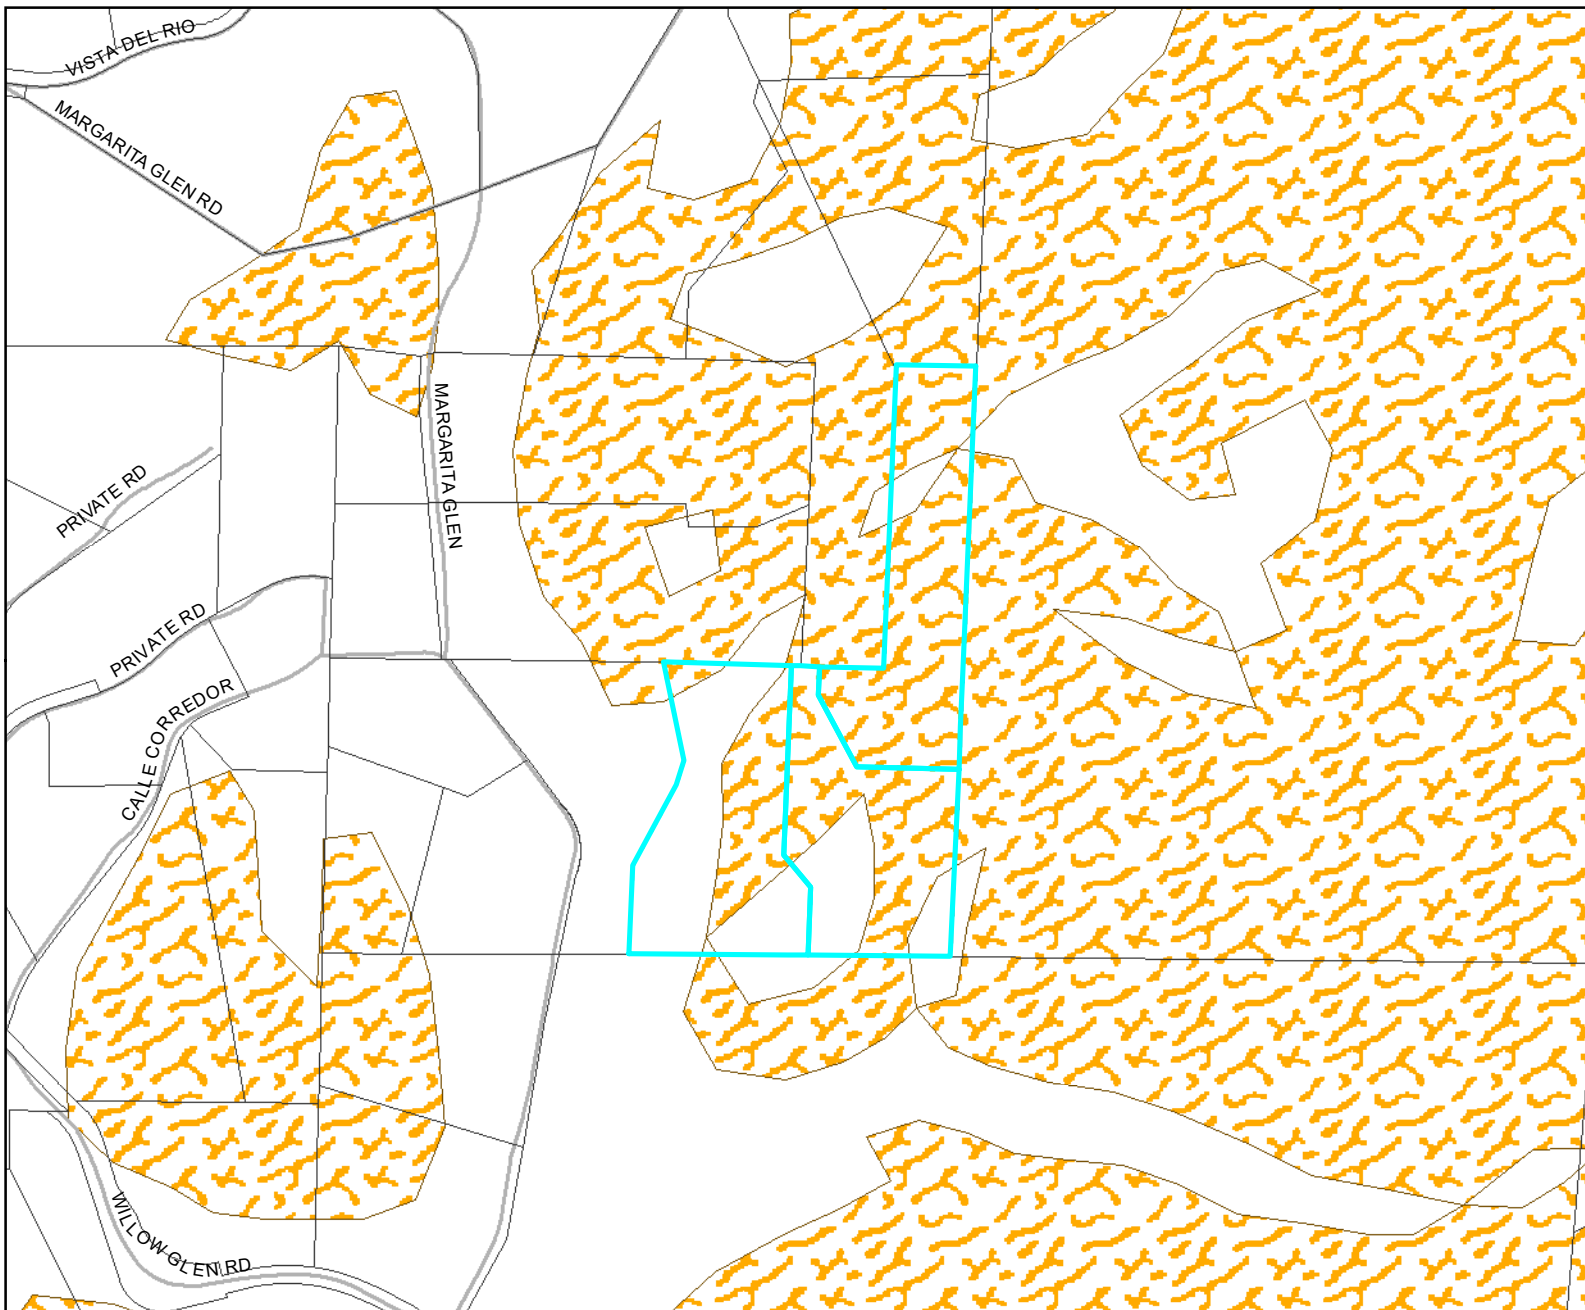 VISTA DEL RIO
MARGARITA GLEN RD
MARGARITA GLEN
PRIVATE RD
PRIVATE RD
CALLE CORREDOR
WILLOW GLEN RD